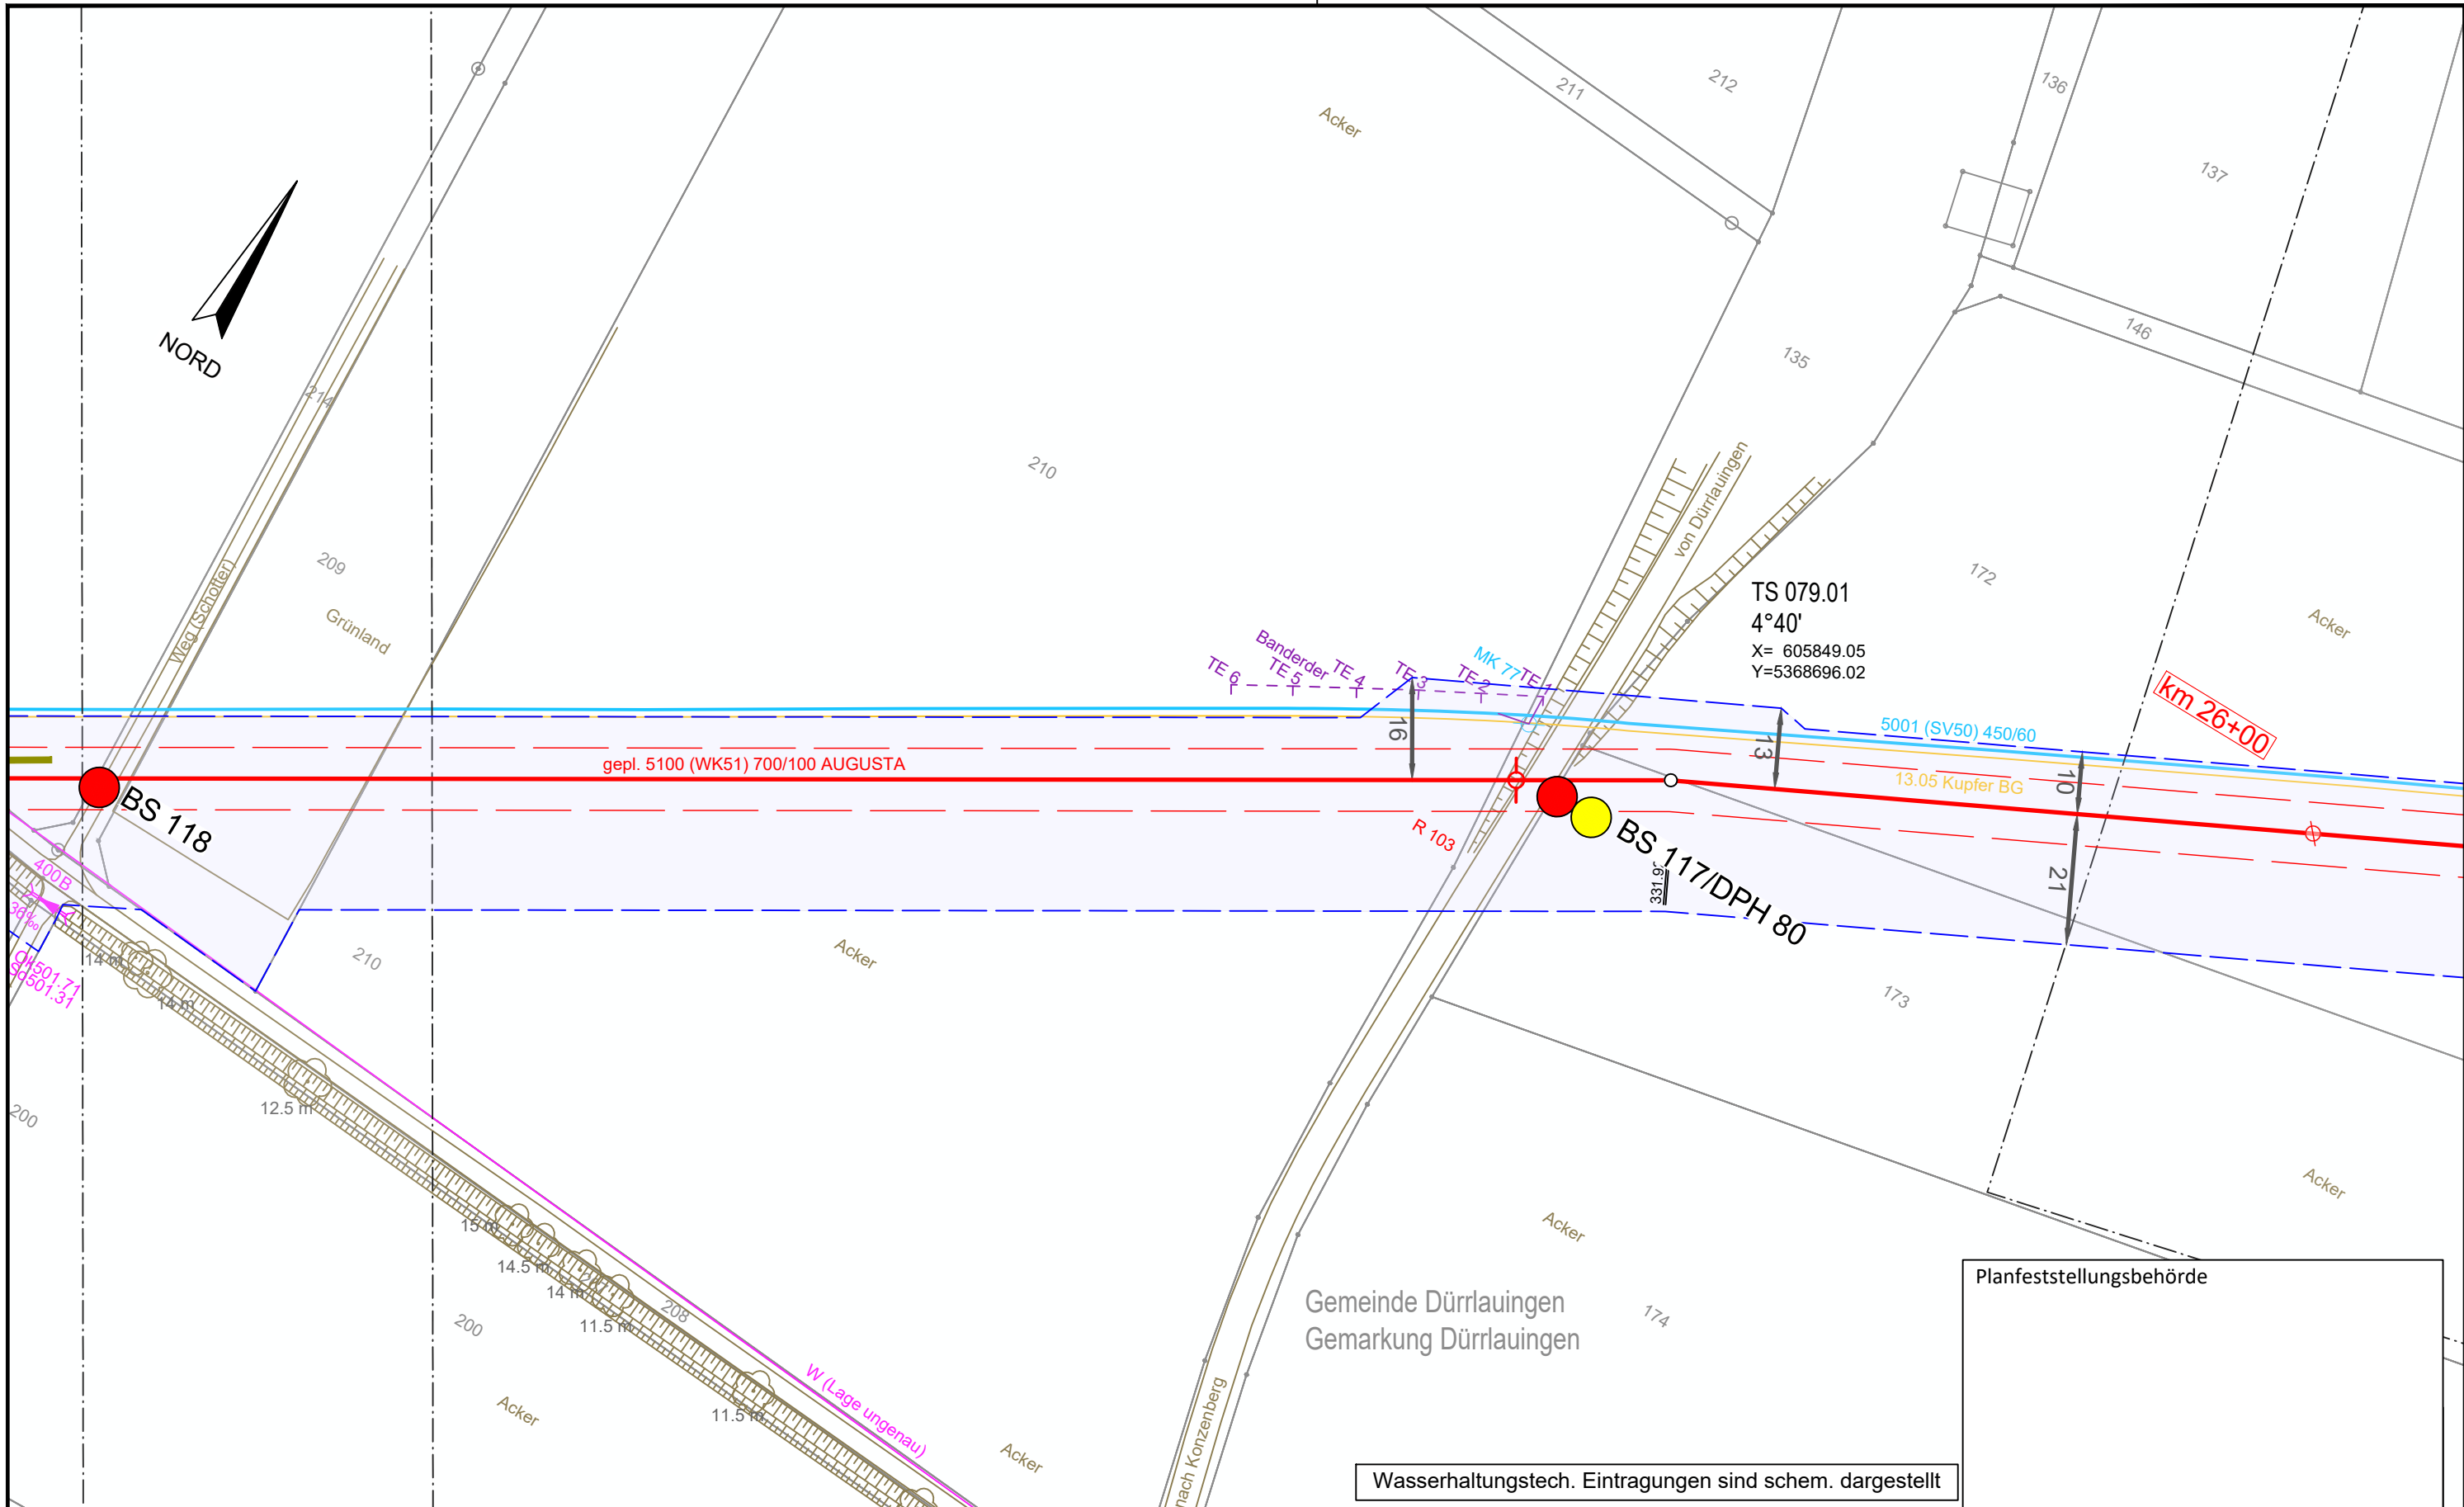 211
212
136
137
Acker
NORD
214
146
135
210
von Dürrlauingen
Weg (Schotter)
209
Grünland
172
TS 079.01
4°40'
X= 605849.05
Y=5368696.02
Acker
Banderder
TE 6
TE 5
TE 4
TE 3
TE 2
TE 1
MK 77
km 26+00
5001 (SV50) 450/60
16
13
10
gepl. 5100 (WK51) 700/100 AUGUSTA
13.05 Kupfer BG
BS 118
R 103
BS 117/DPH 80
21
400B
36‰
OK501.71
So501.31
14 m
14 m
210
Acker
173
12.5 m
200
Acker
15 m
14.5 m
14 m
11.5 m
208
200
Acker
Gemeinde Dürrlauingen
Gemarkung Dürrlauingen
174
Planfeststellungsbehörde
W (Lage ungenau)
11.5 m
Acker
Acker
nach Konzenberg
Wasserhaltungstech. Eintragungen sind schem. dargestellt